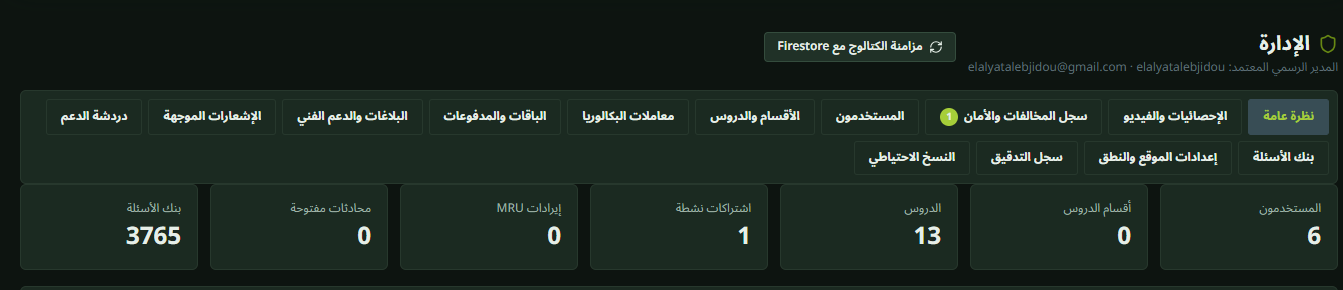 الإدارة
المدير الرسمي المعتمد: elalyatalebjidou · elalyatalebjidou@gmail.com
مزامنة الكتالوج مع Firestore
نظرة عامة
الإحصائيات والفيديو
سجل المخالفات والأمان 1
المستخدمون
الأقسام والدروس
معاملات البكالوريا
الباقات والمدفوعات
البلاغات والدعم الفني
الإشعارات الموجهة
دردشة الدعم
بنك الأسئلة
إعدادات الموقع والنطق
سجل التدقيق
النسخ الاحتياطي
المستخدمون
6
أقسام الدروس
0
الدروس
13
اشتراكات نشطة
1
إيرادات MRU
0
محادثات مفتوحة
0
بنك الأسئلة
3765